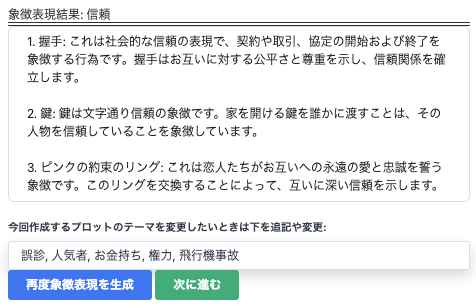 象徴表現結果: 信頼
1. 握手: これは社会的な信頼の表現で、契約や取引、協定の開始および終了を
象徴する行為です。握手はお互いに対する公平さと尊重を示し、信頼関係を確
立します。
2. 鍵: 鍵は文字通り信頼の象徴です。家を開ける鍵を誰かに渡すことは、その
人物を信頼していることを象徴しています。
3. ピンクの約束のリング: これは恋人たちがお互いへの永遠の愛と忠誠を誓う
象徴です。このリングを交換することによって、互いに深い信頼を示します。
今回作成するプロットのテーマを変更したいときは下を追記や変更:
誤診, 人気者, お金持ち, 権力, 飛行機事故
再度象徴表現を生成 次に進む